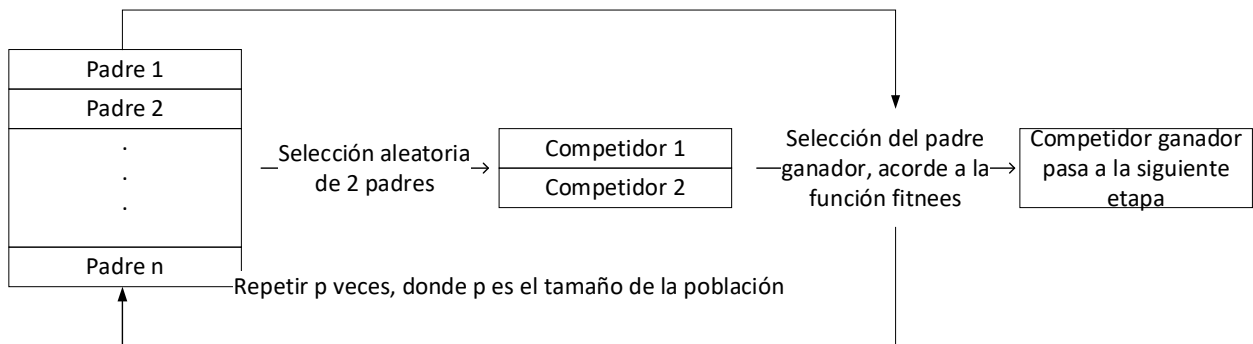 Padre 1
Padre 2
.
.
.
Padre n
Selección aleatoria
de 2 padres
Competidor 1
Competidor 2
Selección del padre
ganador, acorde a la
función fitnees
Competidor ganador
pasa a la siguiente
etapa
Repetir p veces, donde p es el tamaño de la población